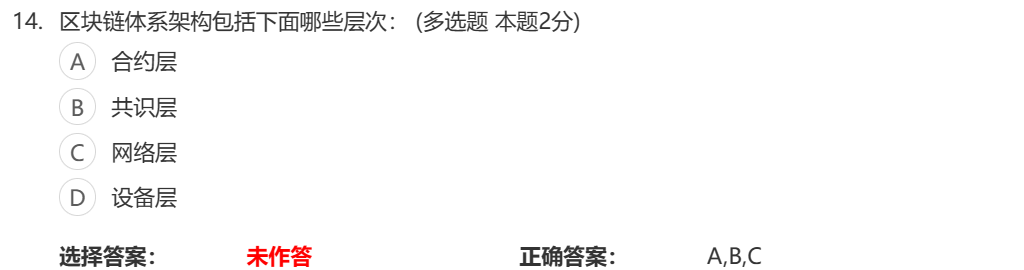 14. 区块链体系架构包括下面哪些层次： (多选题 本题2分)
A 合约层
B 共识层
C 网络层
D 设备层
选择答案： 未作答 正确答案： A,B,C